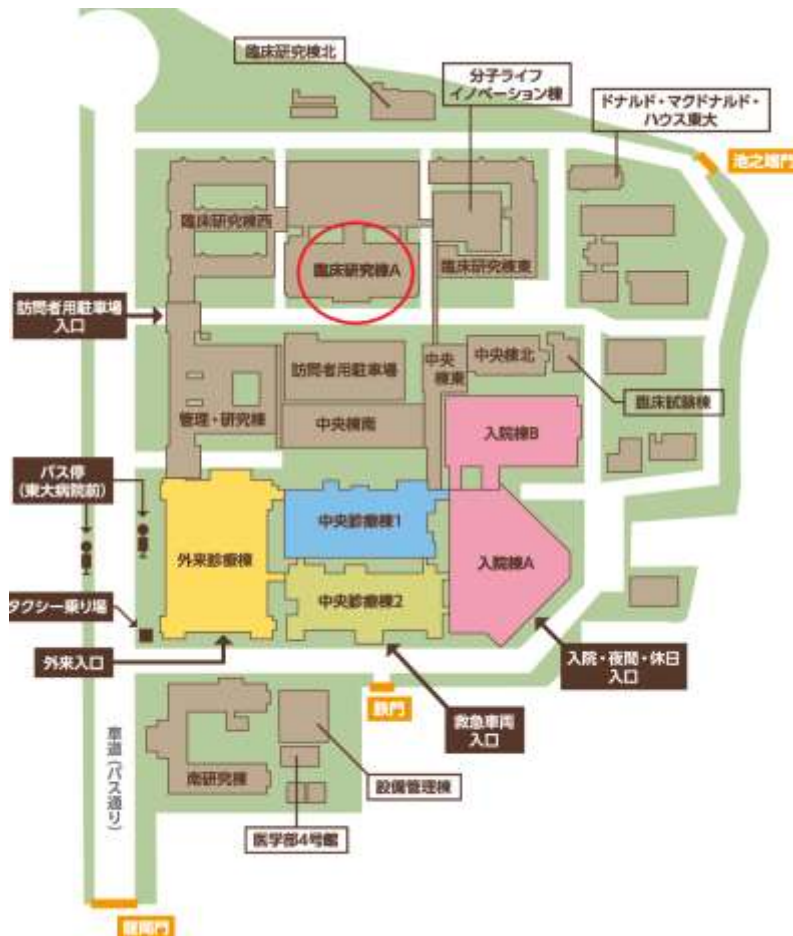 臨床研究棟北
分子ライフ
イノベーション棟
ドナルド・マクドナルド・
ハウス東大
池之端門
臨床研究棟西
臨床研究棟A
臨床研究棟東
訪問者用駐車場
入口
訪問者用駐車場
中央
棟東
中央棟北
臨床試験棟
管理・研究棟
中央棟南
入院棟B
バス停
(東大病院前)
外来診療棟
中央診療棟1
入院棟A
中央診療棟2
タクシー乗り場
外来入口
入院・夜間・休日
入口
鉄門
救急車両
入口
車道(バス通り)
南研究棟
設備管理棟
医学部4号館
龍岡門